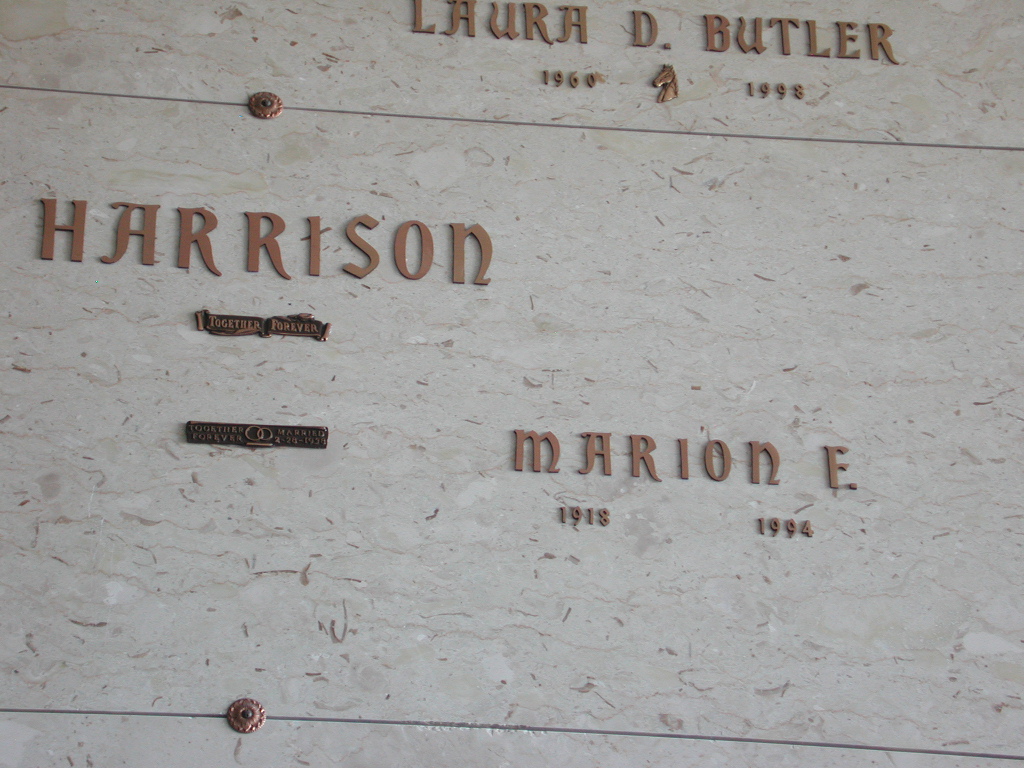 LAURA D. BUTLER
1960 1998
HARRISON
TOGETHER FOREVER
TOGETHER MARRIED
FOREVER
MARION E.
1918 1994